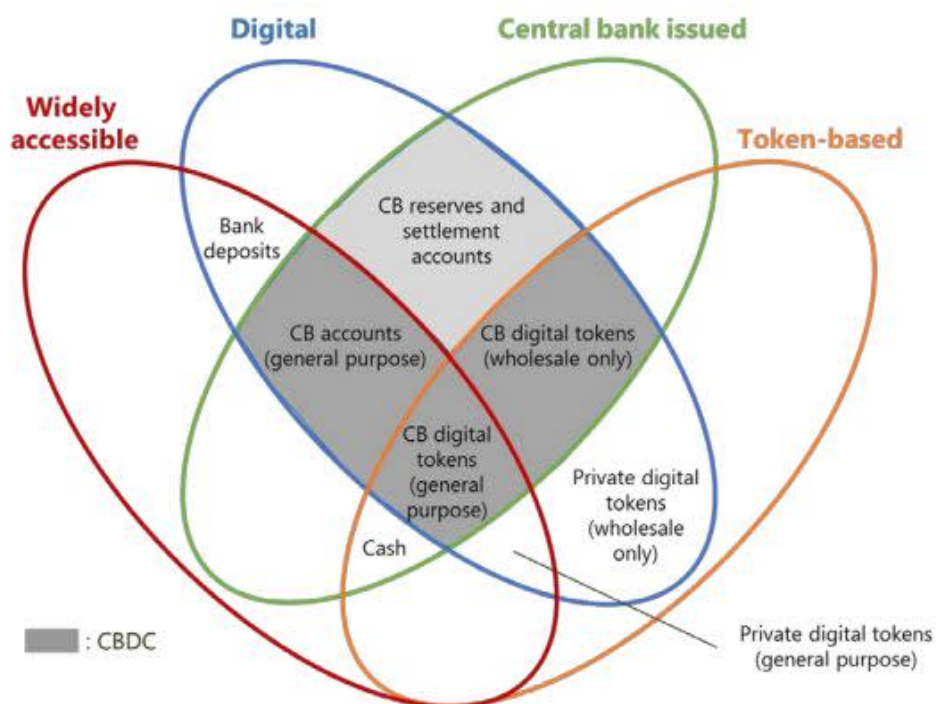 Digital
Central bank issued
Widely
accessible
Token-based
Bank
deposits
CB reserves and
settlement
accounts
CB accounts
(general purpose)
CB digital tokens
(wholesale only)
CB digital
tokens
(general
purpose)
Private digital
tokens
(wholesale
only)
Cash
: CBDC
Private digital tokens
(general purpose)